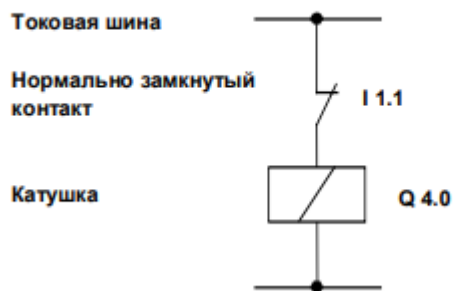 Токовая шина
Нормально замкнутый
контакт
I 1.1
Катушка
Q 4.0